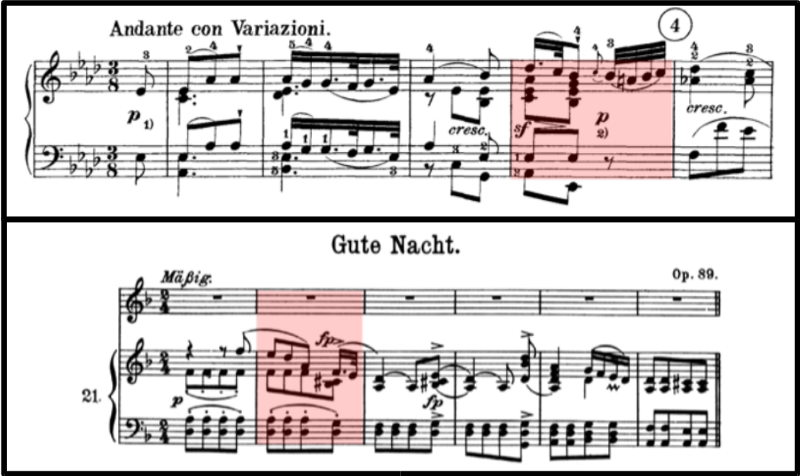 Andante con Variazioni.
4
p 1)
cresc.
sf
p
2)
cresc.
Gute Nacht.
Mäßig.
Op. 89.
fp
21.
p
fp